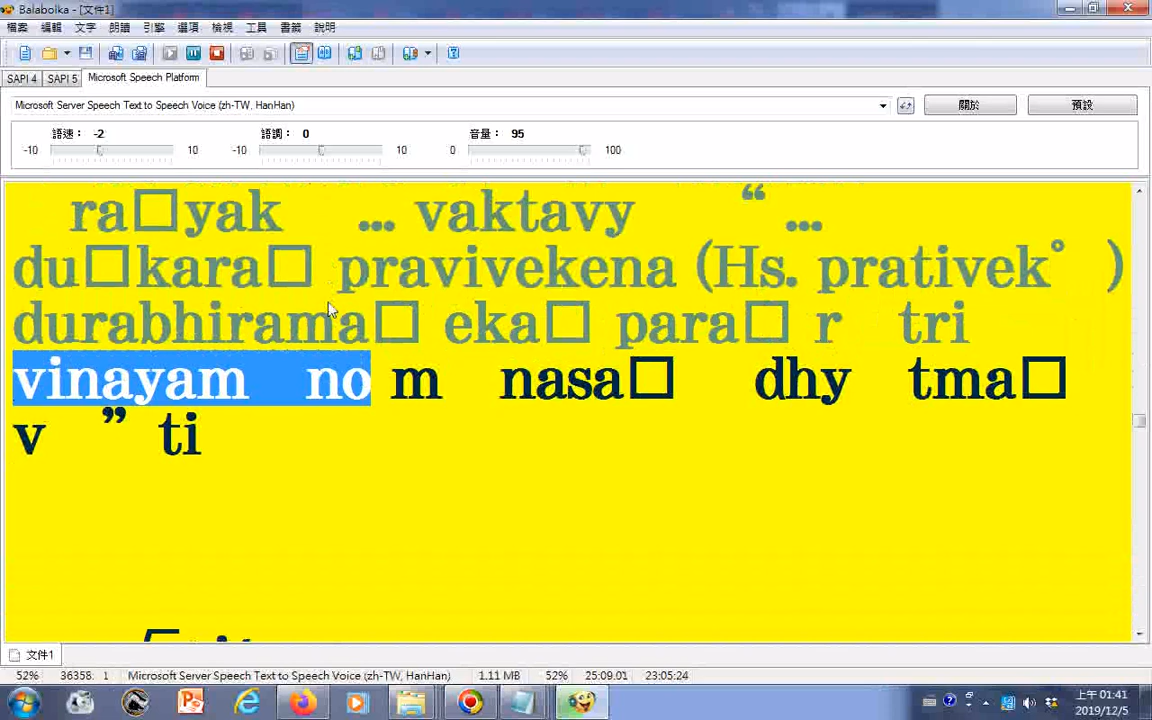 Balabolka - [文件1]
檔案 編輯 文字 朗讀 引擎 選項 檢視 工具 書籤 說明
SAPI 4 SAPI 5 Microsoft Speech Platform
Microsoft Server Speech Text to Speech Voice (zh-TW, HanHan) 關於 預設
語速： -2 語調： 0 音量： 95
-10 10 -10 10 0 100
ra□yak ... vaktavy “ ...
du□kara□ pravivekena (Hs. prativek° )
durabhirama□ eka□ para□ r tri
vinayam no m nasa□ dhy tma□
v ” ti
文件1
52% 36358: 1 Microsoft Server Speech Text to Speech Voice (zh-TW, HanHan) 1.11 MB 52% 25:09.01 23:05:24
上午 01:41
2019/12/5